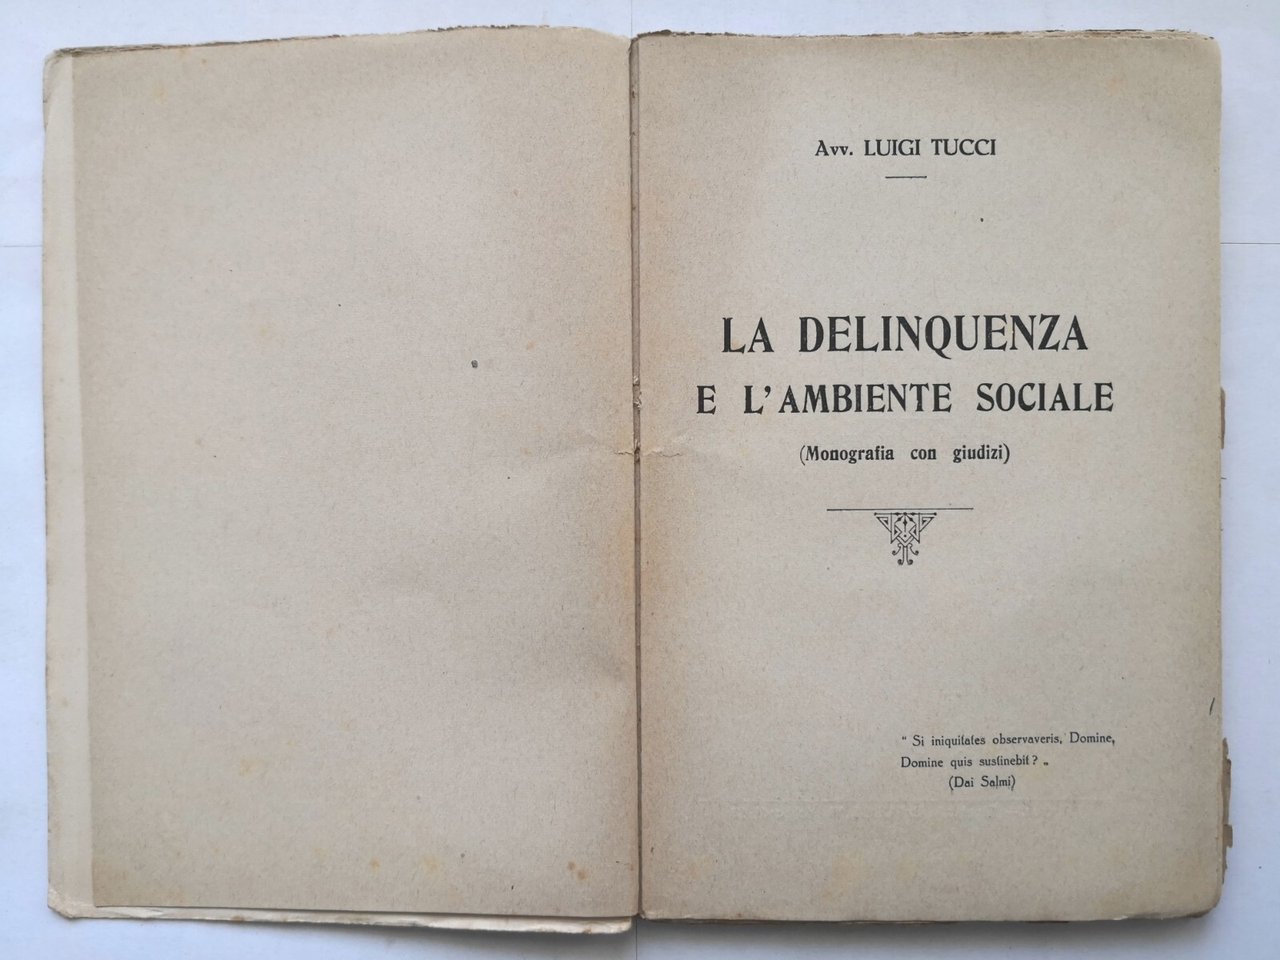 Avv. LUIGI TUCCI
LA DELINQUENZA
E L'AMBIENTE SOCIALE
(Monografia con giudizi)
“ Si iniquitates observaveris, Domine,
Domine quis sustinebit ? „
(Dai Salmi)